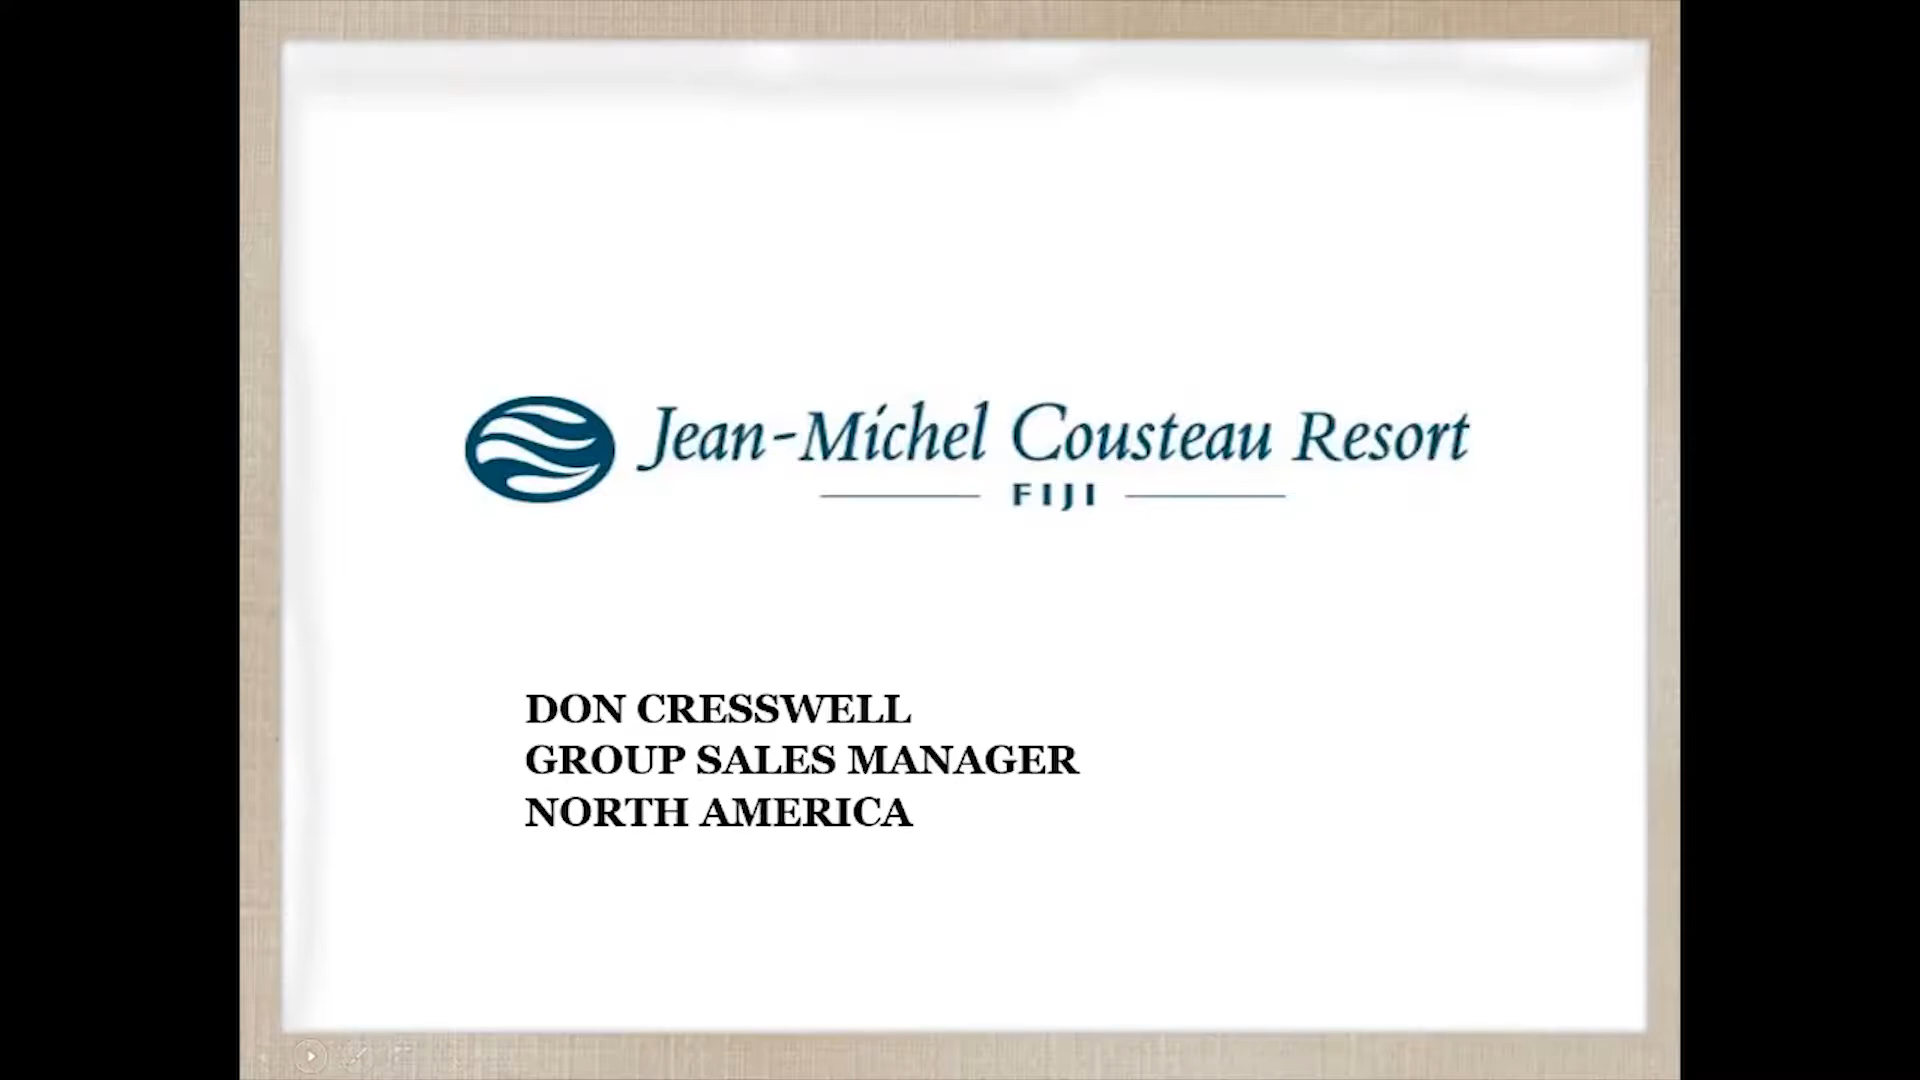 Jean-Michel Cousteau Resort
FIJI
DON CRESSWELL
GROUP SALES MANAGER
NORTH AMERICA